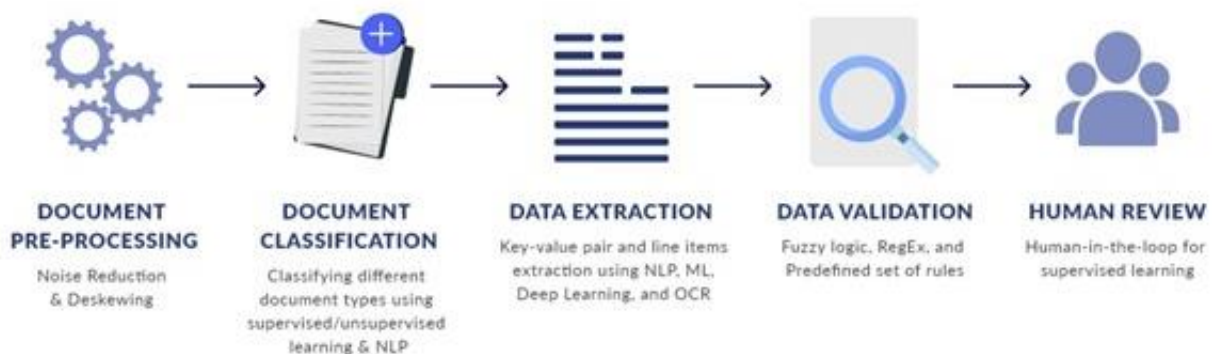 DOCUMENT
PRE-PROCESSING
Noise Reduction
& Deskewing
DOCUMENT
CLASSIFICATION
Classifying different
document types using
supervised/unsupervised
learning & NLP
DATA EXTRACTION
Key-value pair and line items
extraction using NLP, ML,
Deep Learning, and OCR
DATA VALIDATION
Fuzzy logic, RegEx, and
Predefined set of rules
HUMAN REVIEW
Human-in-the-loop for
supervised learning